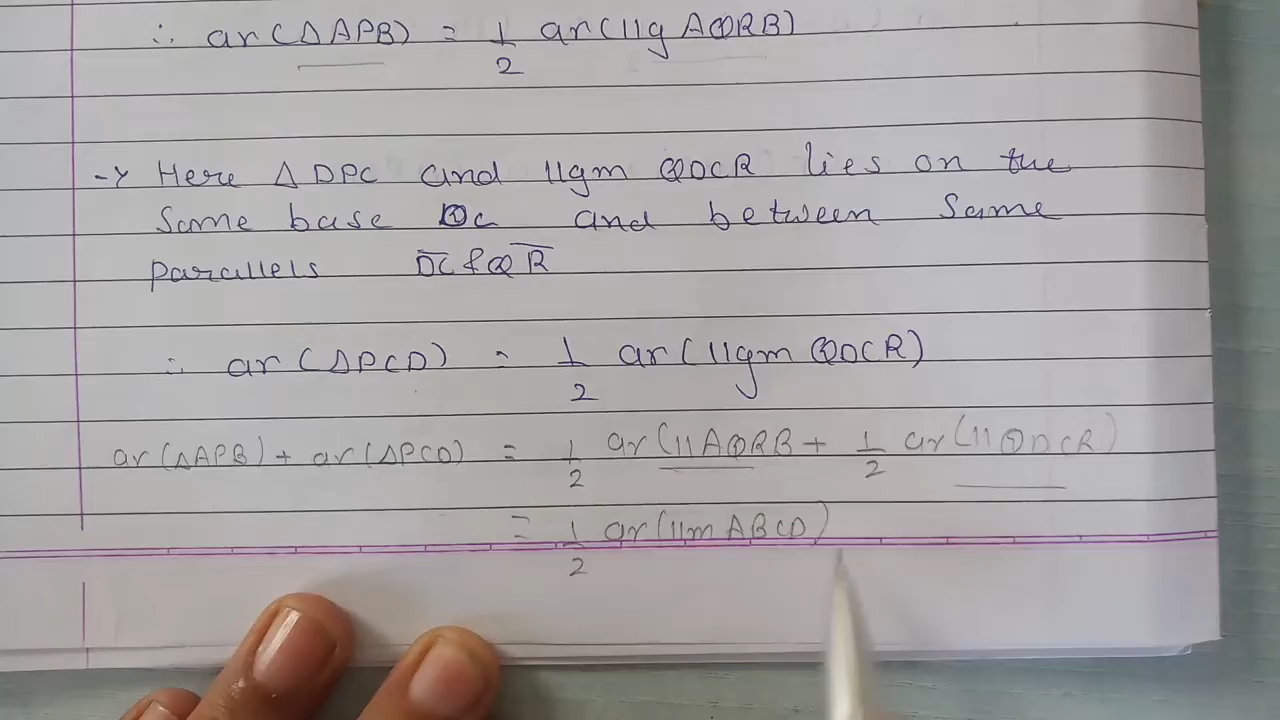 ∴ ar(ΔAPB) = 1/2 ar(||g AQRB)
→ Here ΔDPC and ||gm QDCR lies on the
Same base DC and between Same
parallels DC & QR
∴ ar(ΔPCD) = 1/2 ar(||gm QDCR)
ar(ΔAPB) + ar(ΔPCD) = 1/2 ar(||AQRB + 1/2 ar(||QDCR)
= 1/2 ar(||m ABCD)